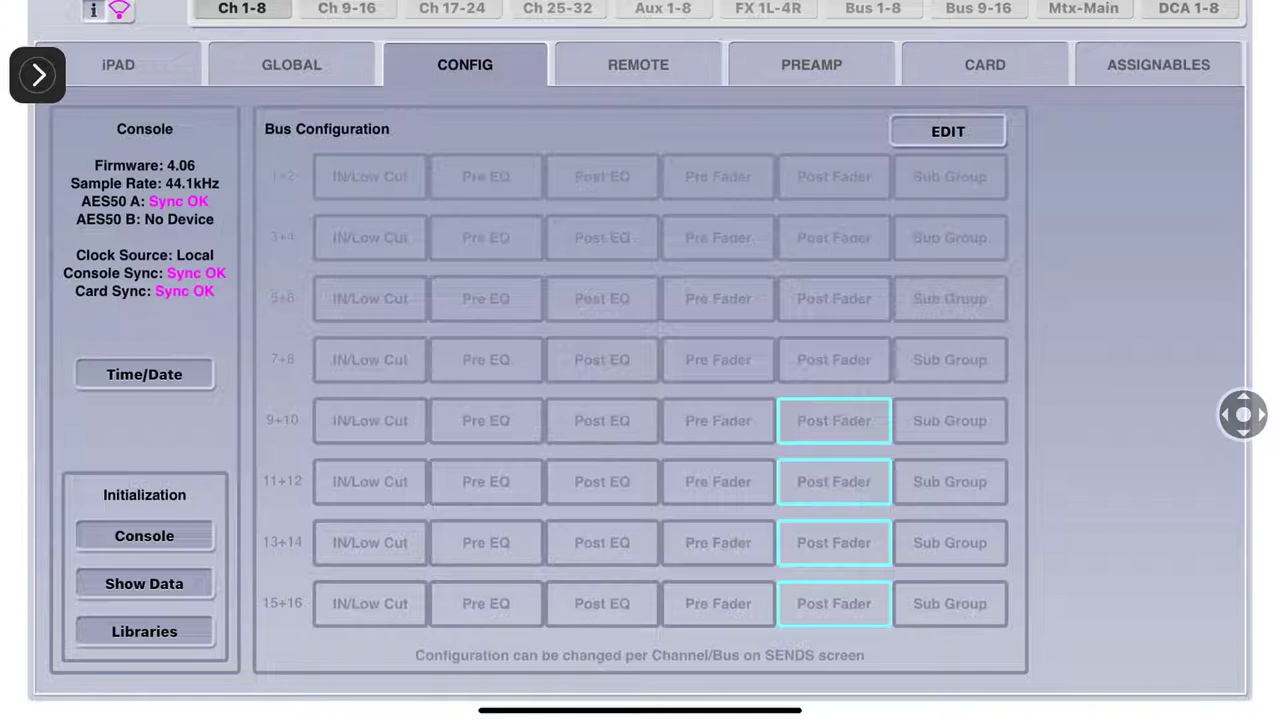 i Ch 1-8 Ch 9-16 Ch 17-24 Ch 25-32 Aux 1-8 FX 1L-4R Bus 1-8 Bus 9-16 Mtx-Main DCA 1-8
iPAD GLOBAL CONFIG REMOTE PREAMP CARD ASSIGNABLES
Console
Firmware: 4.06
Sample Rate: 44.1kHz
AES50 A: Sync OK
AES50 B: No Device
Clock Source: Local
Console Sync: Sync OK
Card Sync: Sync OK
Time/Date
Initialization
Console
Show Data
Libraries
Bus Configuration EDIT
1+2 IN/Low Cut Pre EQ Post EQ Pre Fader Post Fader Sub Group
3+4 IN/Low Cut Pre EQ Post EQ Pre Fader Post Fader Sub Group
5+6 IN/Low Cut Pre EQ Post EQ Pre Fader Post Fader Sub Group
7+8 IN/Low Cut Pre EQ Post EQ Pre Fader Post Fader Sub Group
9+10 IN/Low Cut Pre EQ Post EQ Pre Fader Post Fader Sub Group
11+12 IN/Low Cut Pre EQ Post EQ Pre Fader Post Fader Sub Group
13+14 IN/Low Cut Pre EQ Post EQ Pre Fader Post Fader Sub Group
15+16 IN/Low Cut Pre EQ Post EQ Pre Fader Post Fader Sub Group
Configuration can be changed per Channel/Bus on SENDS screen